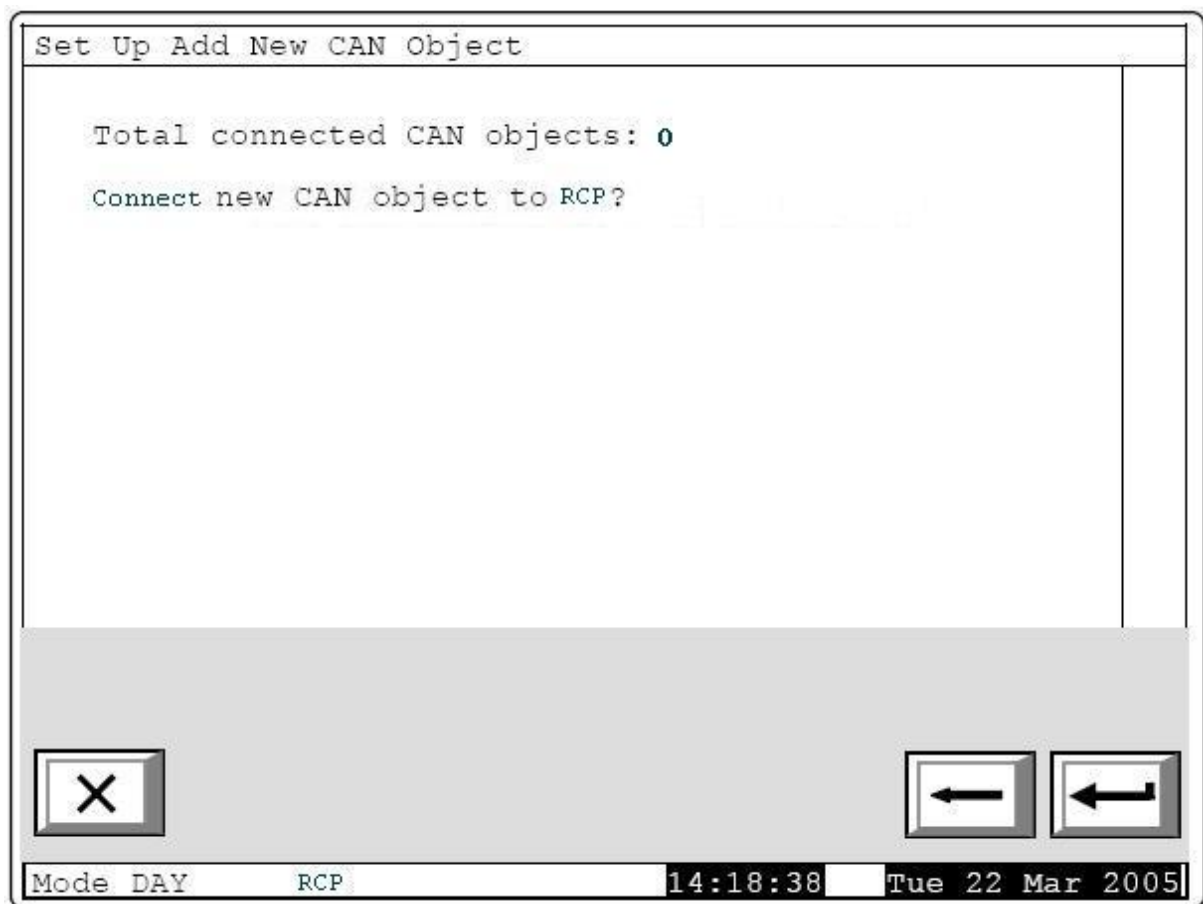 Set Up Add New CAN Object
Total connected CAN objects: 0
Connect new CAN object to RCP?
Mode DAY RCP 14:18:38 Tue 22 Mar 2005